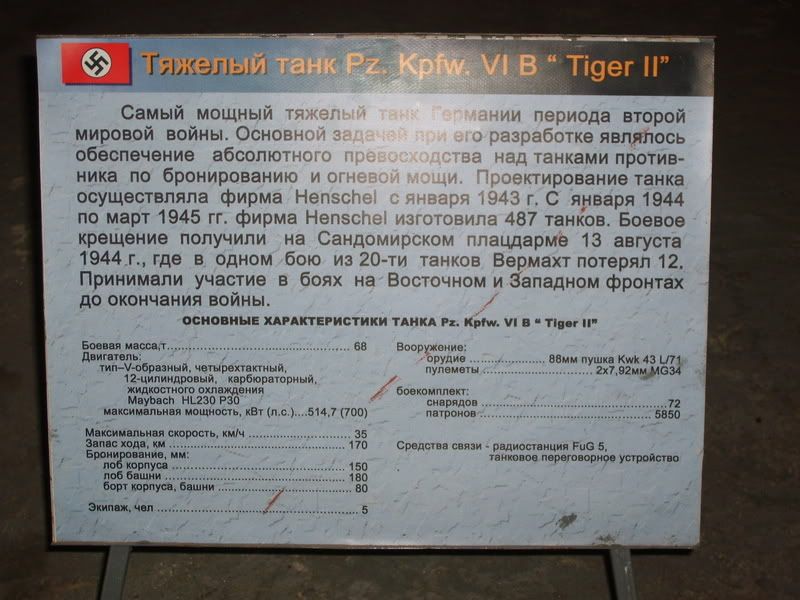 Тяжелый танк Pz. Kpfw. VI B “ Tiger II”
Самый мощный тяжелый танк Германии периода второй
мировой войны. Основной задачей при его разработке являлось
обеспечение абсолютного превосходства над танками против-
ника по бронированию и огневой мощи. Проектирование танка
осуществляла фирма Henschel с января 1943 г. С января 1944
по март 1945 гг. фирма Henschel изготовила 487 танков. Боевое
крещение получили на Сандомирском плацдарме 13 августа
1944 г., где в одном бою из 20-ти танков Вермахт потерял 12.
Принимали участие в боях на Восточном и Западном фронтах
до окончания войны.
ОСНОВНЫЕ ХАРАКТЕРИСТИКИ ТАНКА Pz. Kpfw. VI B “ Tiger II”
Боевая масса,т.......................................... 68
Двигатель:
тип–V-образный, четырехтактный,
12-цилиндровый, карбюраторный,
жидкостного охлаждения
Maybach HL230 P30
максимальная мощность, кВт (л.с.)....514,7 (700)
Максимальная скорость, км/ч ........................ 35
Запас хода, км ........................................ 170
Бронирование, мм:
лоб корпуса ....................................... 150
лоб башни ......................................... 180
борт корпуса, башни ................................ 80
Экипаж, чел ............................................ 5
Вооружение:
орудие .................. 88мм пушка Kwk 43 L/71
пулеметы .......................... 2x7,92мм MG34
боекомплект:
снарядов ............................................ 72
патронов .......................................... 5850
Средства связи - радиостанция FuG 5,
танковое переговорное устройство